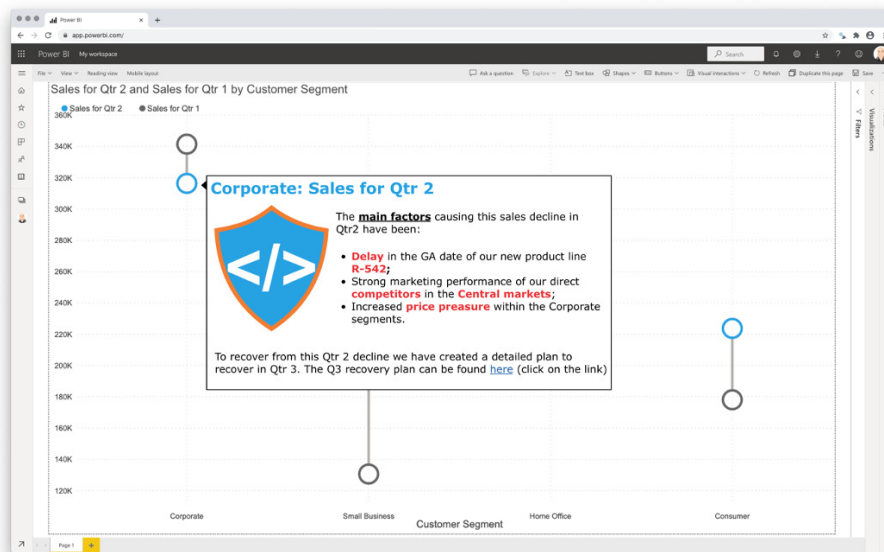 Power BI
app.powerbi.com/
Power BI My workspace
Search
File View Reading view Mobile layout
Ask a question Explore Text box Shapes Buttons Visual interactions Refresh Duplicate this page Save
Sales for Qtr 2 and Sales for Qtr 1 by Customer Segment
Sales for Qtr 2 Sales for Qtr 1
360K
340K
320K
300K
280K
260K
240K
220K
200K
180K
160K
140K
120K
Corporate: Sales for Qtr 2
</>
The main factors causing this sales decline in
Qtr2 have been:
• Delay in the GA date of our new product line
R-542;
• Strong marketing performance of our direct
competitors in the Central markets;
• Increased price preasure within the Corporate
segments.
To recover from this Qtr 2 decline we have created a detailed plan to
recover in Qtr 3. The Q3 recovery plan can be found here (click on the link)
Corporate
Small Business
Home Office
Consumer
Customer Segment
Filters
Visualizations
Page 1